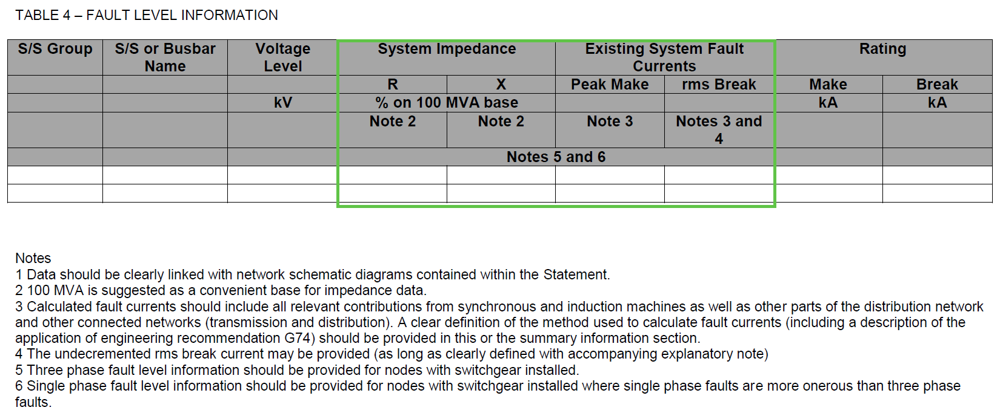 TABLE 4 – FAULT LEVEL INFORMATION
S/S Group S/S or Busbar Name Voltage Level System Impedance Existing System Fault Currents Rating
R X Peak Make rms Break Make Break
kV % on 100 MVA base kA kA
Note 2 Note 2 Note 3 Notes 3 and 4
Notes 5 and 6
Notes
1 Data should be clearly linked with network schematic diagrams contained within the Statement.
2 100 MVA is suggested as a convenient base for impedance data.
3 Calculated fault currents should include all relevant contributions from synchronous and induction machines as well as other parts of the distribution network
and other connected networks (transmission and distribution). A clear definition of the method used to calculate fault currents (including a description of the
application of engineering recommendation G74) should be provided in this or the summary information section.
4 The undecremented rms break current may be provided (as long as clearly defined with accompanying explanatory note)
5 Three phase fault level information should be provided for nodes with switchgear installed.
6 Single phase fault level information should be provided for nodes with switchgear installed where single phase faults are more onerous than three phase
faults.